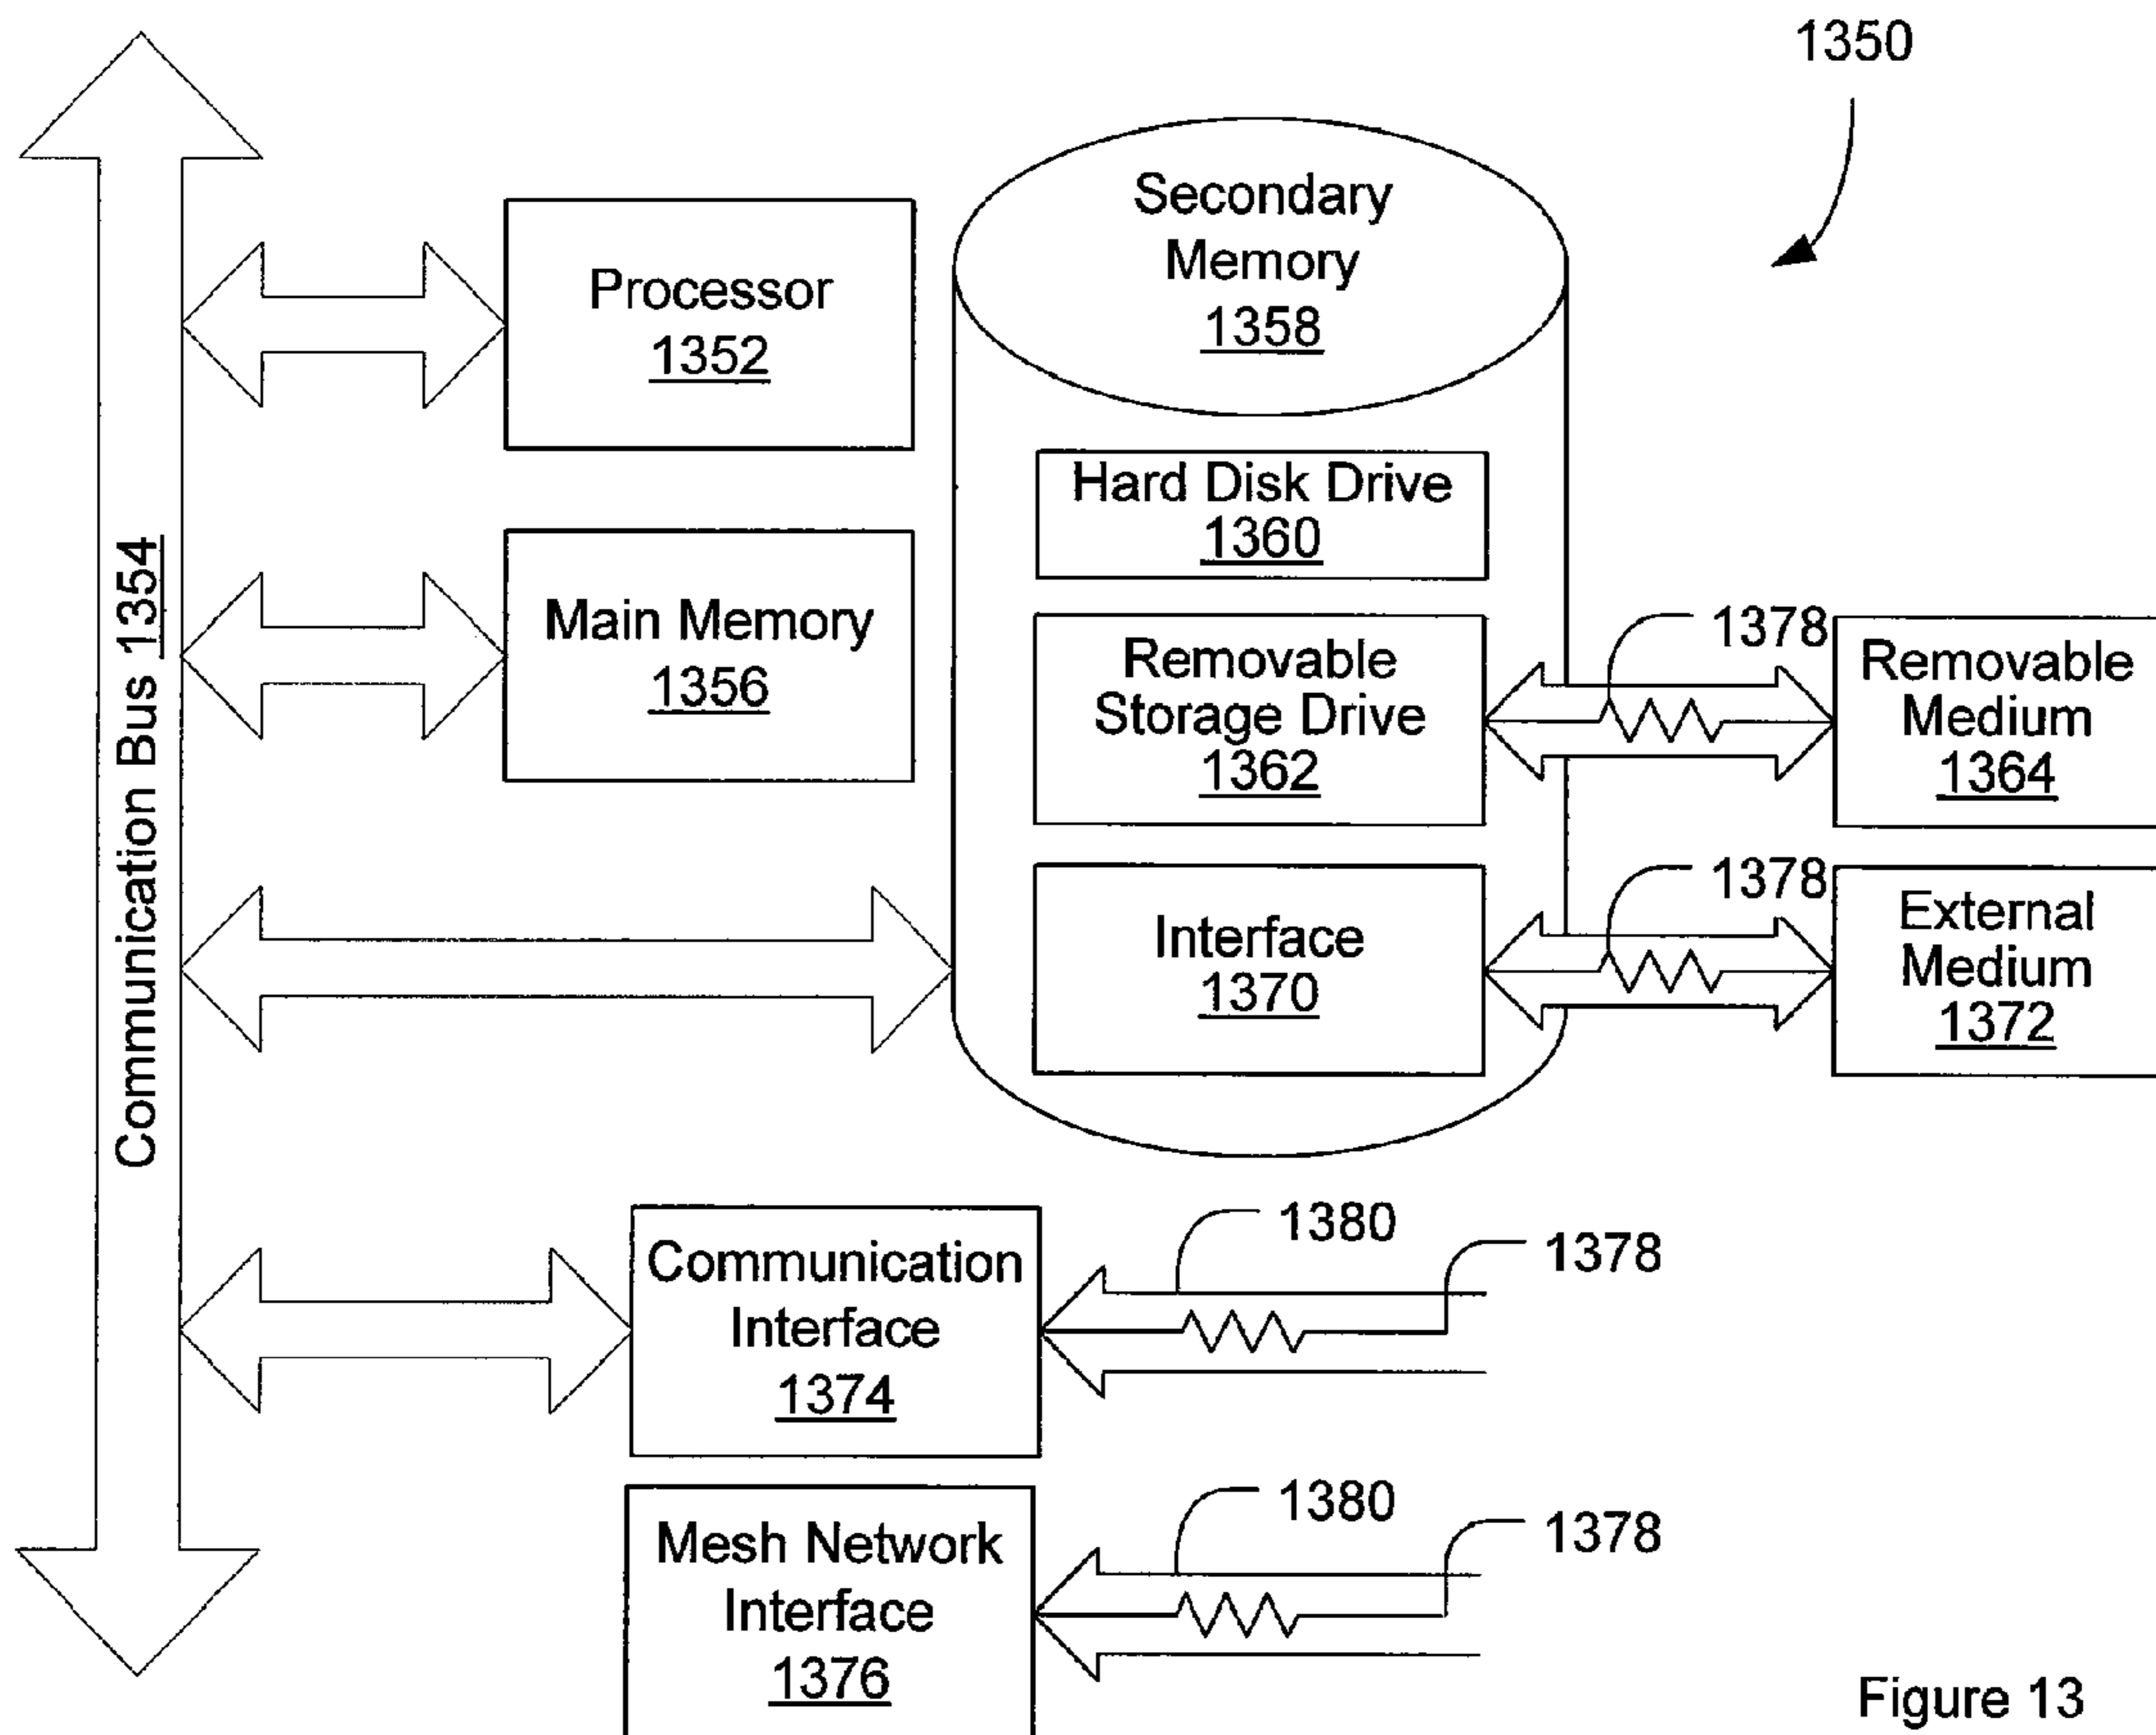 1350
Secondary
Memory
1358
Processor
1352
Hard Disk Drive
1360
Communication Bus 1354
Main Memory
1356
Removable
Storage Drive
1362
1378
Removable
Medium
1364
Interface
1370
1378
External
Medium
1372
Communication
Interface
1374
1380
1378
Mesh Network
Interface
1376
1380
1378
Figure 13